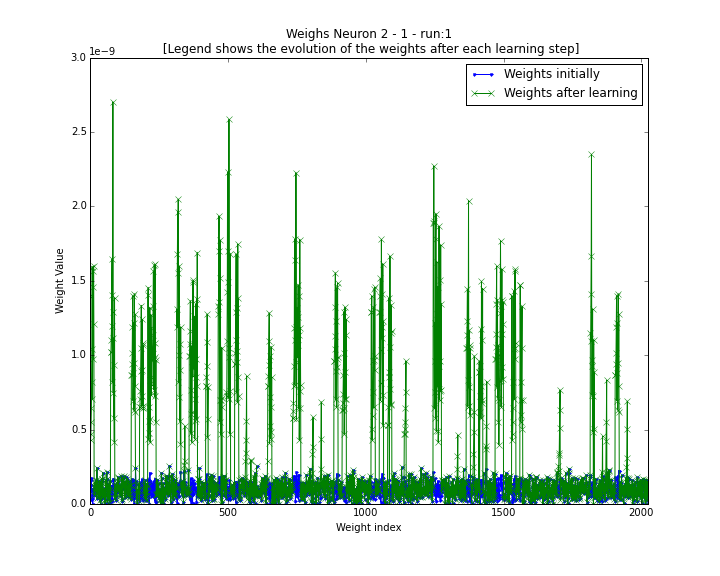 Weighs Neuron 2 - 1 - run:1
[Legend shows the evolution of the weights after each learning step]
1e−9
3.0
2.5
2.0
1.5
1.0
0.5
0.0
Weight Value
Weights initially
Weights after learning
0
500
1000
1500
2000
Weight index